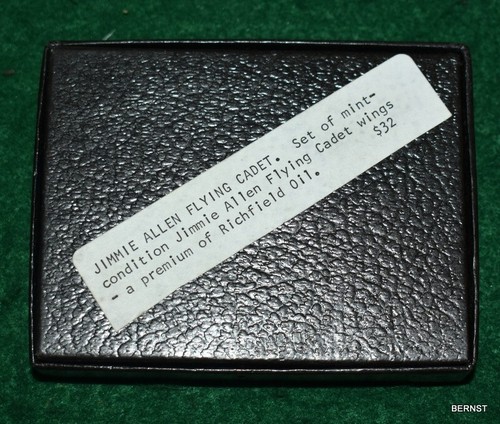 JIMMIE ALLEN FLYING CADET. Set of mint-
condition Jimmie Allen Flying Cadet wings
- a premium of Richfield Oil. $32
BERNST